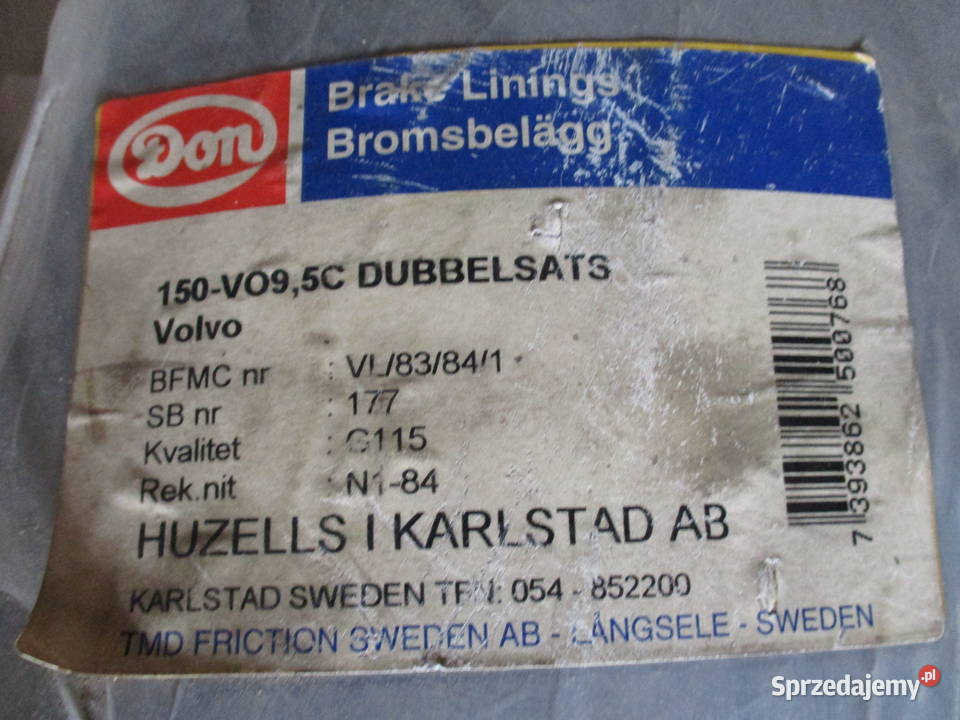 Don
Brake Linings
Bromsbelägg
150-VO9,5C DUBBELSATS
Volvo
BFMC nr : VL/83/84/1
SB nr : 177
Kvalitet : G115
Rek.nit : N1-84
HUZELLS I KARLSTAD AB
KARLSTAD SWEDEN TFN: 054 - 852200
TMD FRICTION SWEDEN AB - LÅNGSELE - SWEDEN
7 393862 500768
Sprzedajemy.pl